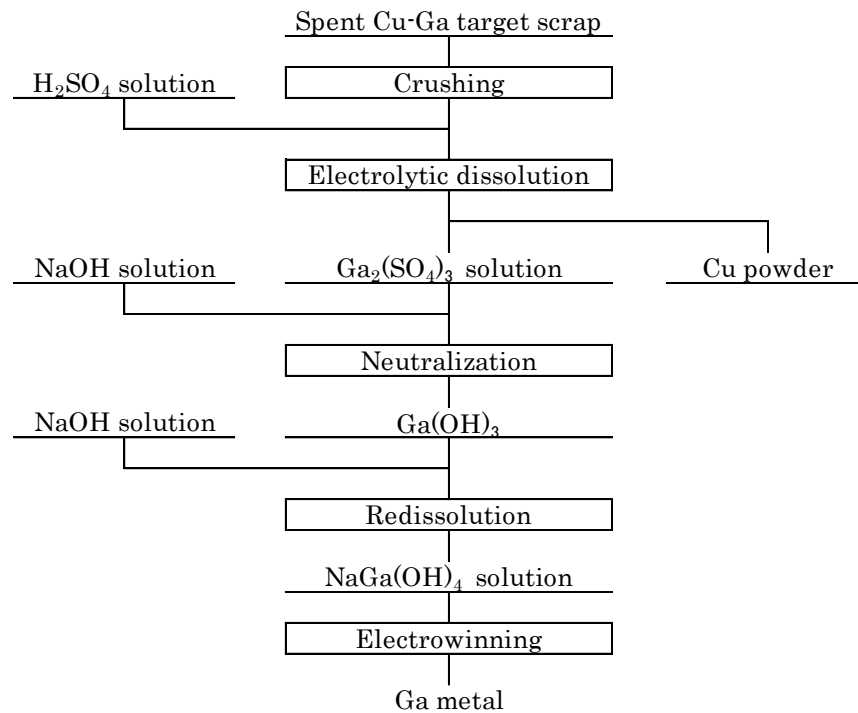 Spent Cu-Ga target scrap
H₂SO₄ solution
Crushing
Electrolytic dissolution
NaOH solution
Ga₂(SO₄)₃ solution
Cu powder
Neutralization
NaOH solution
Ga(OH)₃
Redissolution
NaGa(OH)₄ solution
Electrowinning
Ga metal